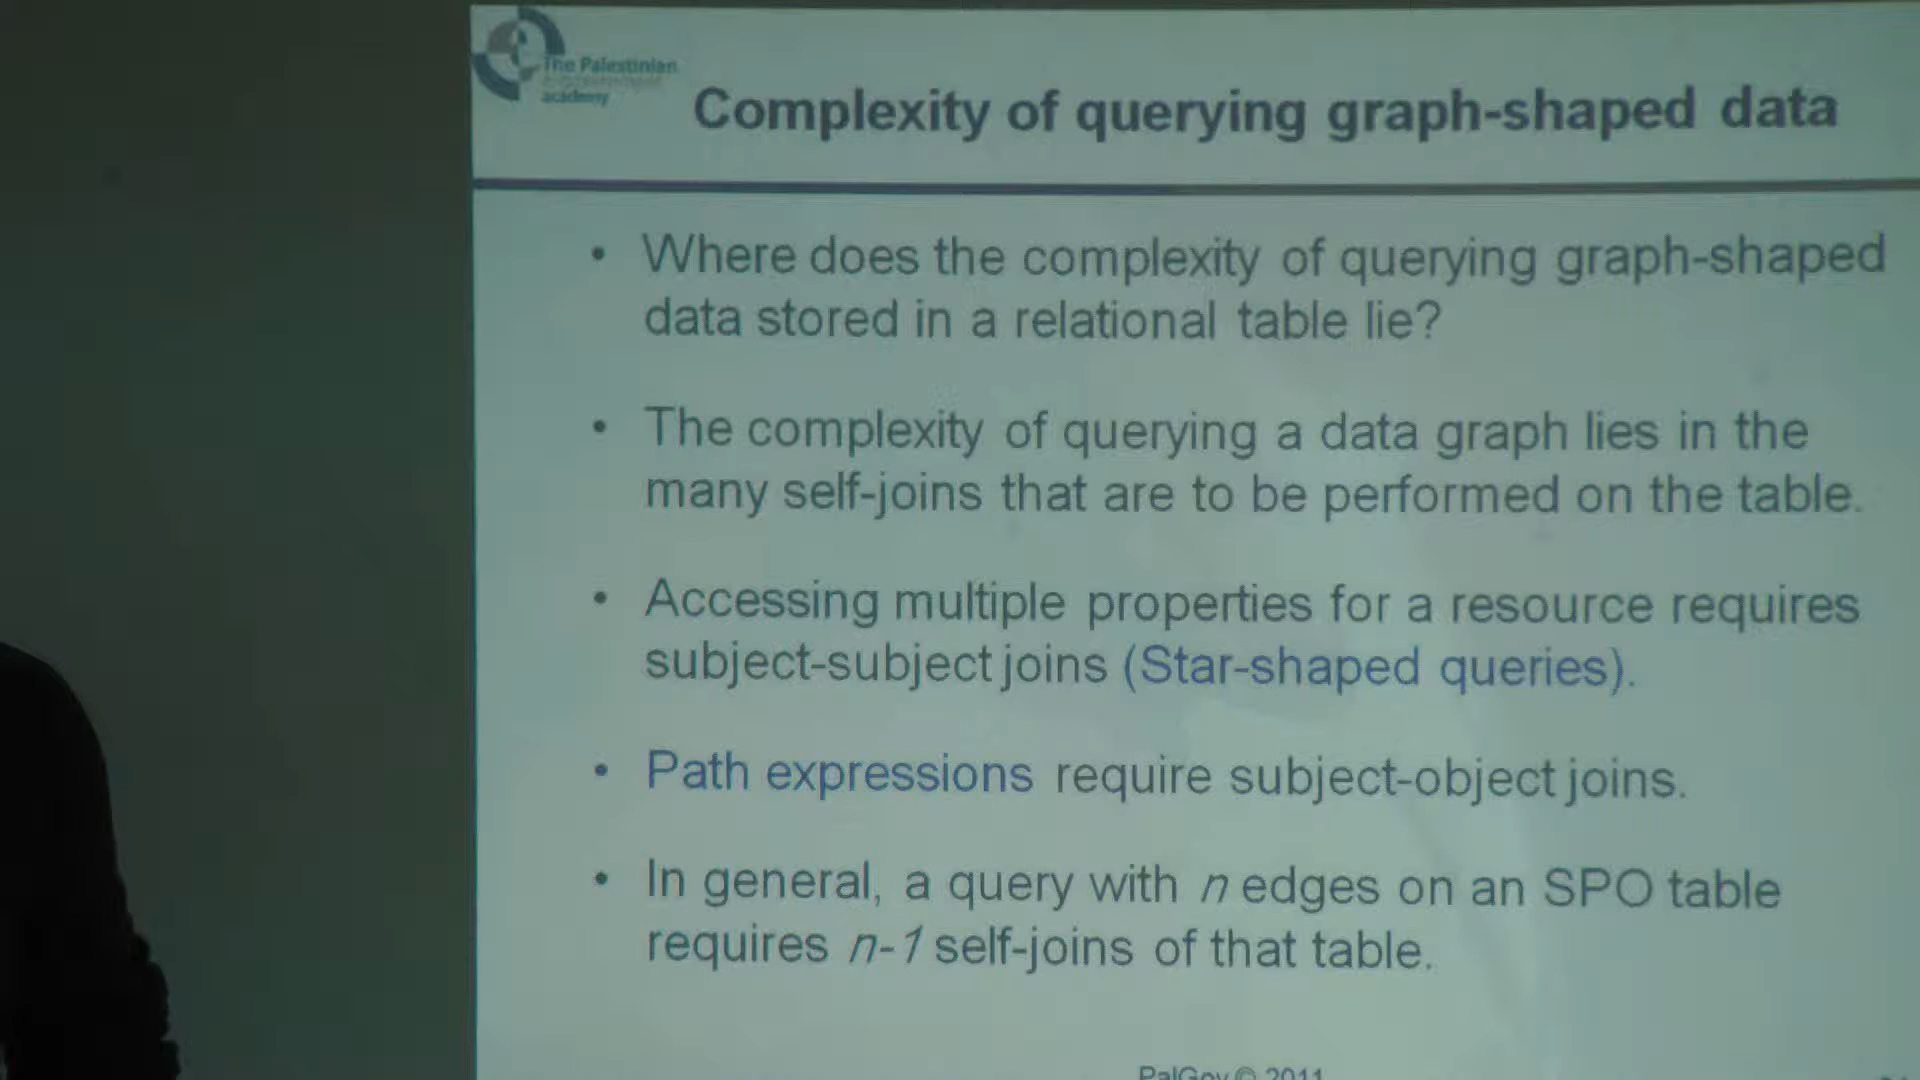 The Palestinian
academy
Complexity of querying graph-shaped data
• Where does the complexity of querying graph-shaped
data stored in a relational table lie?
• The complexity of querying a data graph lies in the
many self-joins that are to be performed on the table.
• Accessing multiple properties for a resource requires
subject-subject joins (Star-shaped queries).
• Path expressions require subject-object joins.
• In general, a query with n edges on an SPO table
requires n-1 self-joins of that table.
PalGov © 2011